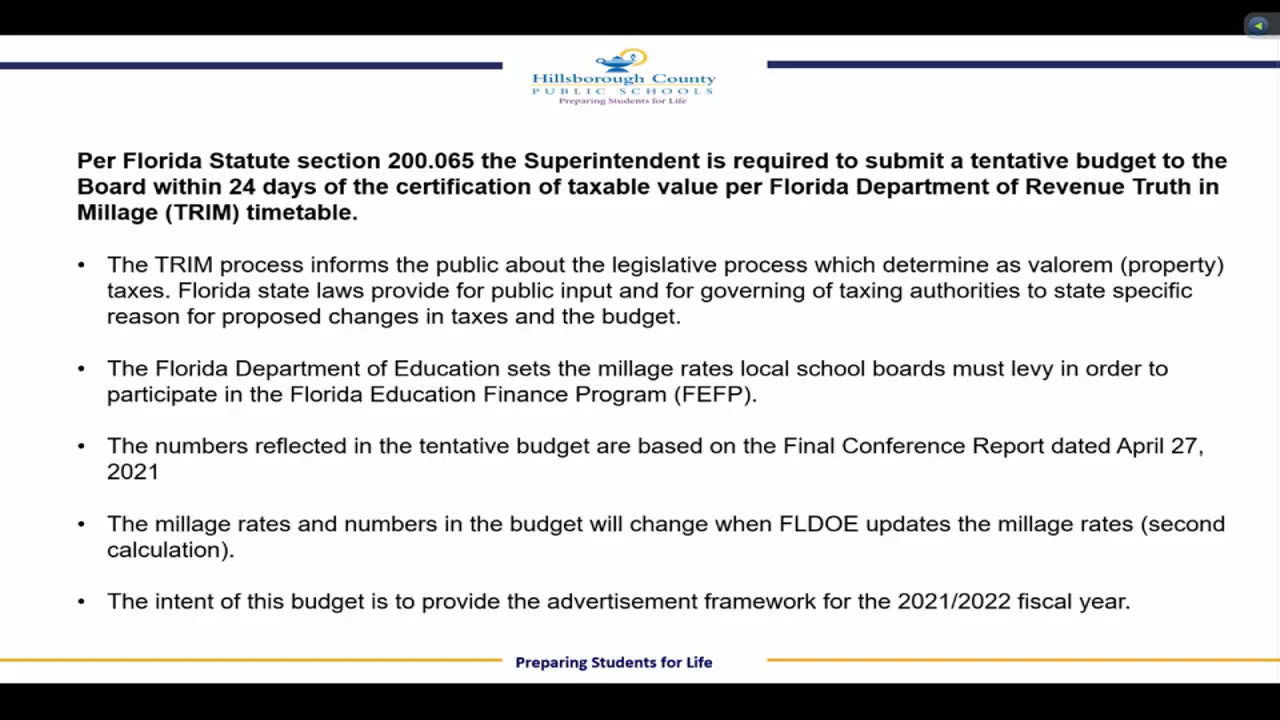 Hillsborough County
PUBLIC SCHOOLS
Preparing Students for Life
Per Florida Statute section 200.065 the Superintendent is required to submit a tentative budget to the
Board within 24 days of the certification of taxable value per Florida Department of Revenue Truth in
Millage (TRIM) timetable.
• The TRIM process informs the public about the legislative process which determine as valorem (property)
taxes. Florida state laws provide for public input and for governing of taxing authorities to state specific
reason for proposed changes in taxes and the budget.
• The Florida Department of Education sets the millage rates local school boards must levy in order to
participate in the Florida Education Finance Program (FEFP).
• The numbers reflected in the tentative budget are based on the Final Conference Report dated April 27,
2021
• The millage rates and numbers in the budget will change when FLDOE updates the millage rates (second
calculation).
• The intent of this budget is to provide the advertisement framework for the 2021/2022 fiscal year.
Preparing Students for Life